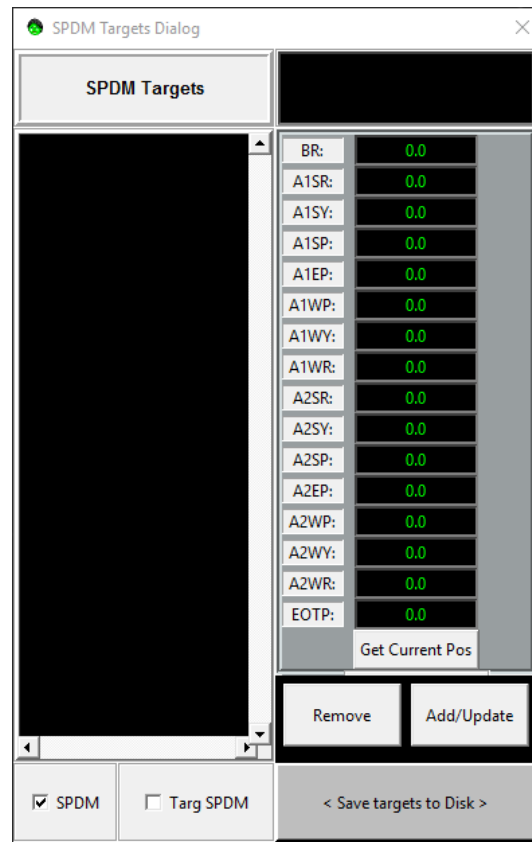 SPDM Targets Dialog
SPDM Targets
BR: 0.0
A1SR: 0.0
A1SY: 0.0
A1SP: 0.0
A1EP: 0.0
A1WP: 0.0
A1WY: 0.0
A1WR: 0.0
A2SR: 0.0
A2SY: 0.0
A2SP: 0.0
A2EP: 0.0
A2WP: 0.0
A2WY: 0.0
A2WR: 0.0
EOTP: 0.0
Get Current Pos
Remove Add/Update
SPDM Targ SPDM < Save targets to Disk >